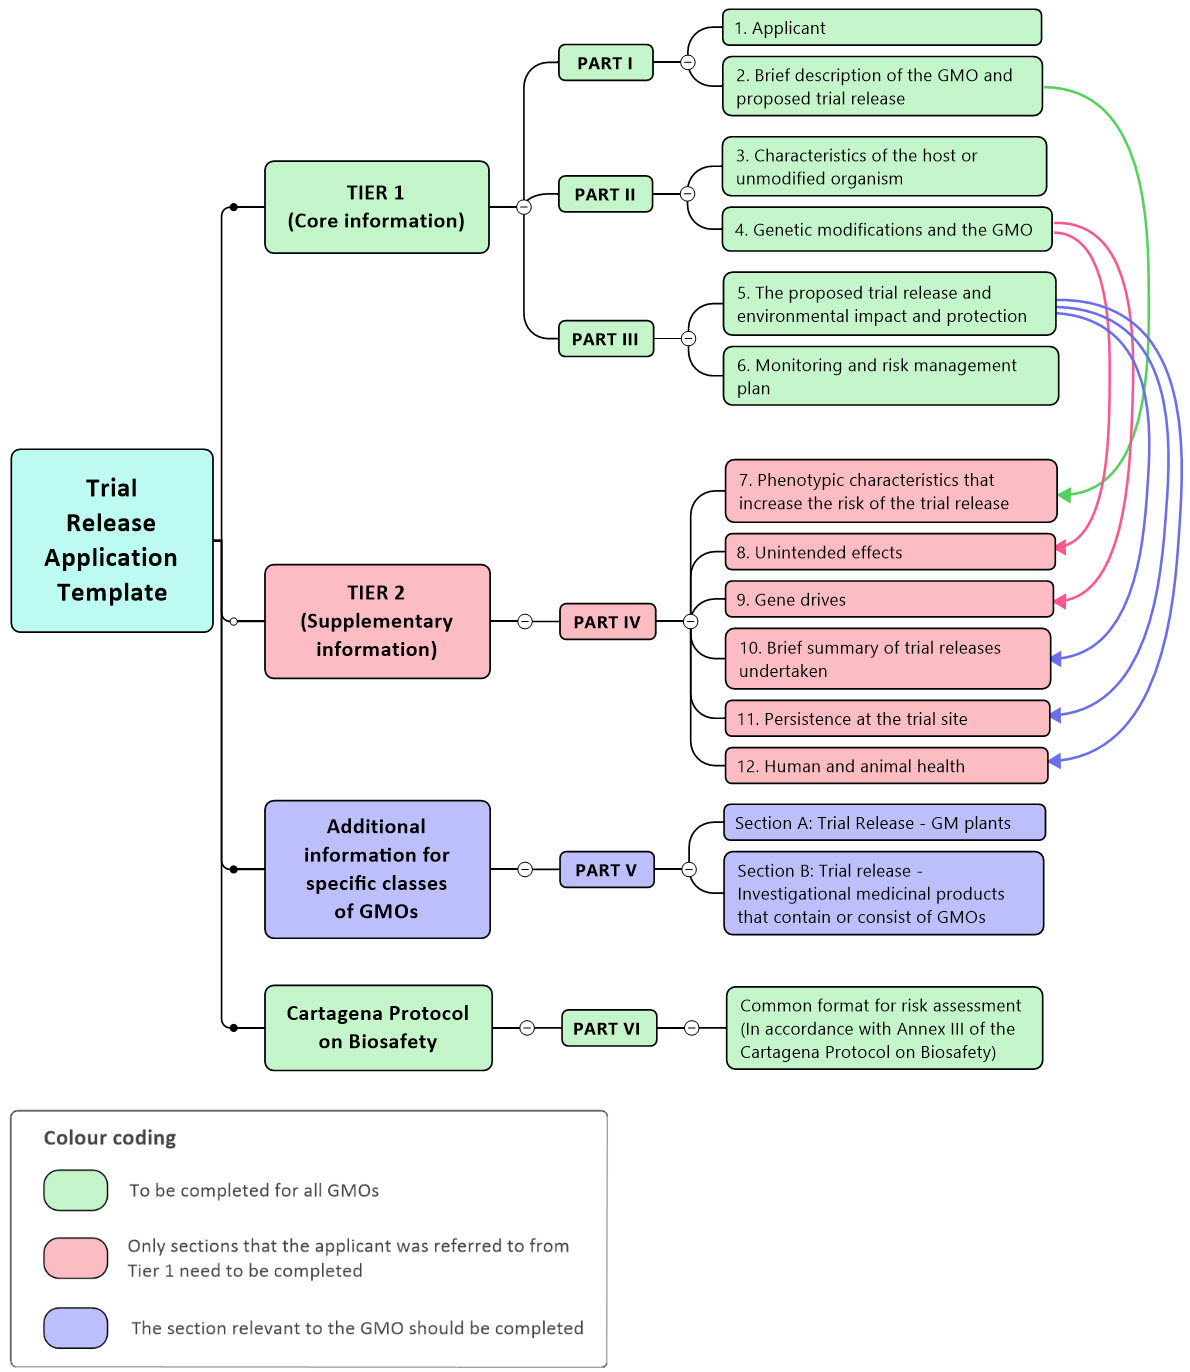 1. Applicant
PART I
2. Brief description of the GMO and
proposed trial release
3. Characteristics of the host or
unmodified organism
TIER 1
(Core information)
PART II
4. Genetic modifications and the GMO
5. The proposed trial release and
environmental impact and protection
PART III
6. Monitoring and risk management
plan
Trial
Release
Application
Template
7. Phenotypic characteristics that
increase the risk of the trial release
8. Unintended effects
TIER 2
(Supplementary
information)
PART IV
9. Gene drives
10. Brief summary of trial releases
undertaken
11. Persistence at the trial site
12. Human and animal health
Additional
information for
specific classes
of GMOs
PART V
Section A: Trial Release - GM plants
Section B: Trial release -
Investigational medicinal products
that contain or consist of GMOs
Cartagena Protocol
on Biosafety
PART VI
Common format for risk assessment
(In accordance with Annex III of the
Cartagena Protocol on Biosafety)
Colour coding
To be completed for all GMOs
Only sections that the applicant was referred to from
Tier 1 need to be completed
The section relevant to the GMO should be completed